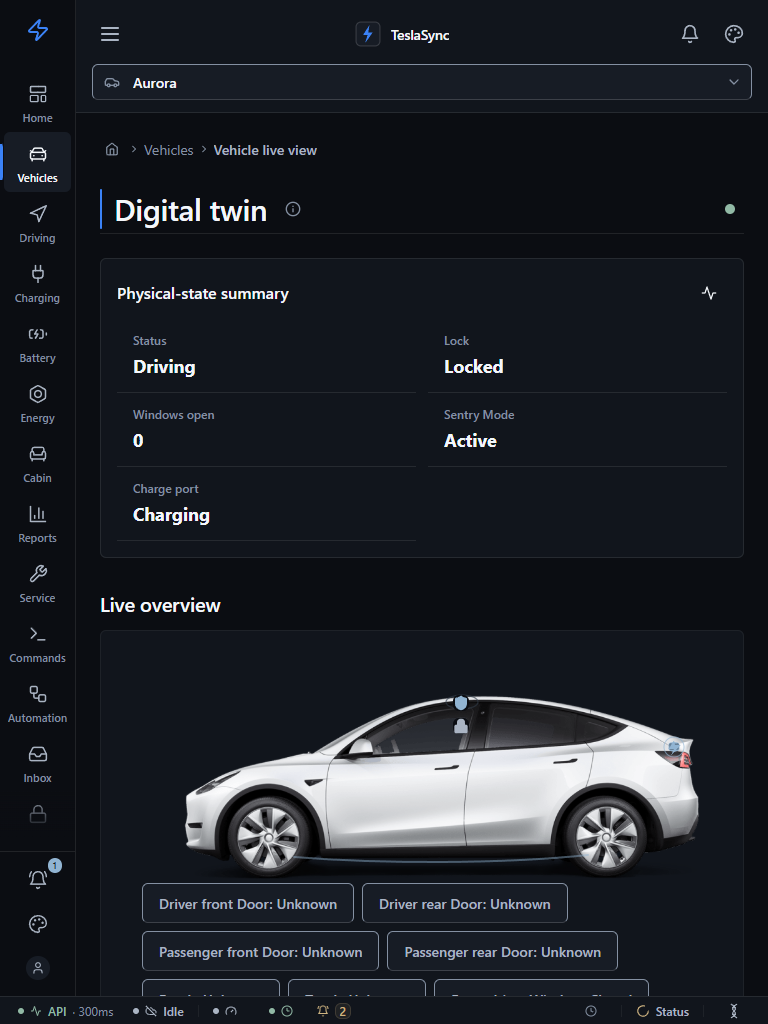 TeslaSync
Aurora
Home
Vehicles
Driving
Charging
Battery
Energy
Cabin
Reports
Service
Commands
Automation
Inbox
1
Vehicles
Vehicle live view
Digital twin
Physical-state summary
Status
Driving
Lock
Locked
Windows open
0
Sentry Mode
Active
Charge port
Charging
Live overview
Driver front Door: Unknown
Driver rear Door: Unknown
Passenger front Door: Unknown
Passenger rear Door: Unknown
API · 300ms
Idle
2
Status